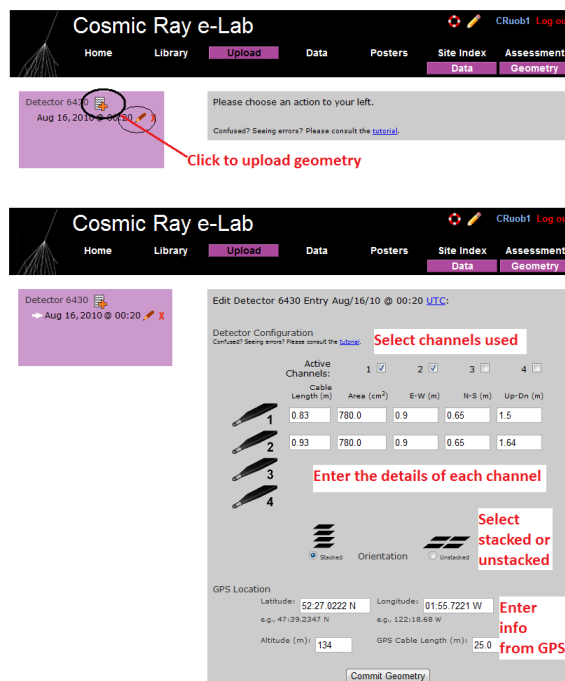 Cosmic Ray e-Lab
CRuob1 Log ou
Home Library Upload Data Posters Site Index Assessment
Data Geometry
Detector 6430
Aug 16, 2010 @ 00:20 X
Please choose an action to your left.
Confused? Seeing errors? Please consult the tutorial.
Click to upload geometry
Cosmic Ray e-Lab
CRuob1 Log ou
Home Library Upload Data Posters Site Index Assessment
Data Geometry
Detector 6430
Aug 16, 2010 @ 00:20 X
Edit Detector 6430 Entry Aug/16/10 @ 00:20 UTC:
Detector Configuration
Confused? Seeing errors? Please consult the tutorial.
Select channels used
Active
Channels: 1 2 3 4
Cable
Length (m) Area (cm²) E-W (m) N-S (m) Up-Dn (m)
1 0.83 780.0 0.9 0.65 1.5
2 0.93 780.0 0.9 0.65 1.64
3
Enter the details of each channel
4
Select
stacked or
unstacked
Stacked Orientation Unstacked
GPS Location
Latitude: 52:27.0222 N Longitude: 01:55.7221 W
e.g., 47:39.2347 N e.g., 122:18.68 W
Altitude (m): 134 GPS Cable Length (m): 25.0
Enter
info
from GPS
Commit Geometry